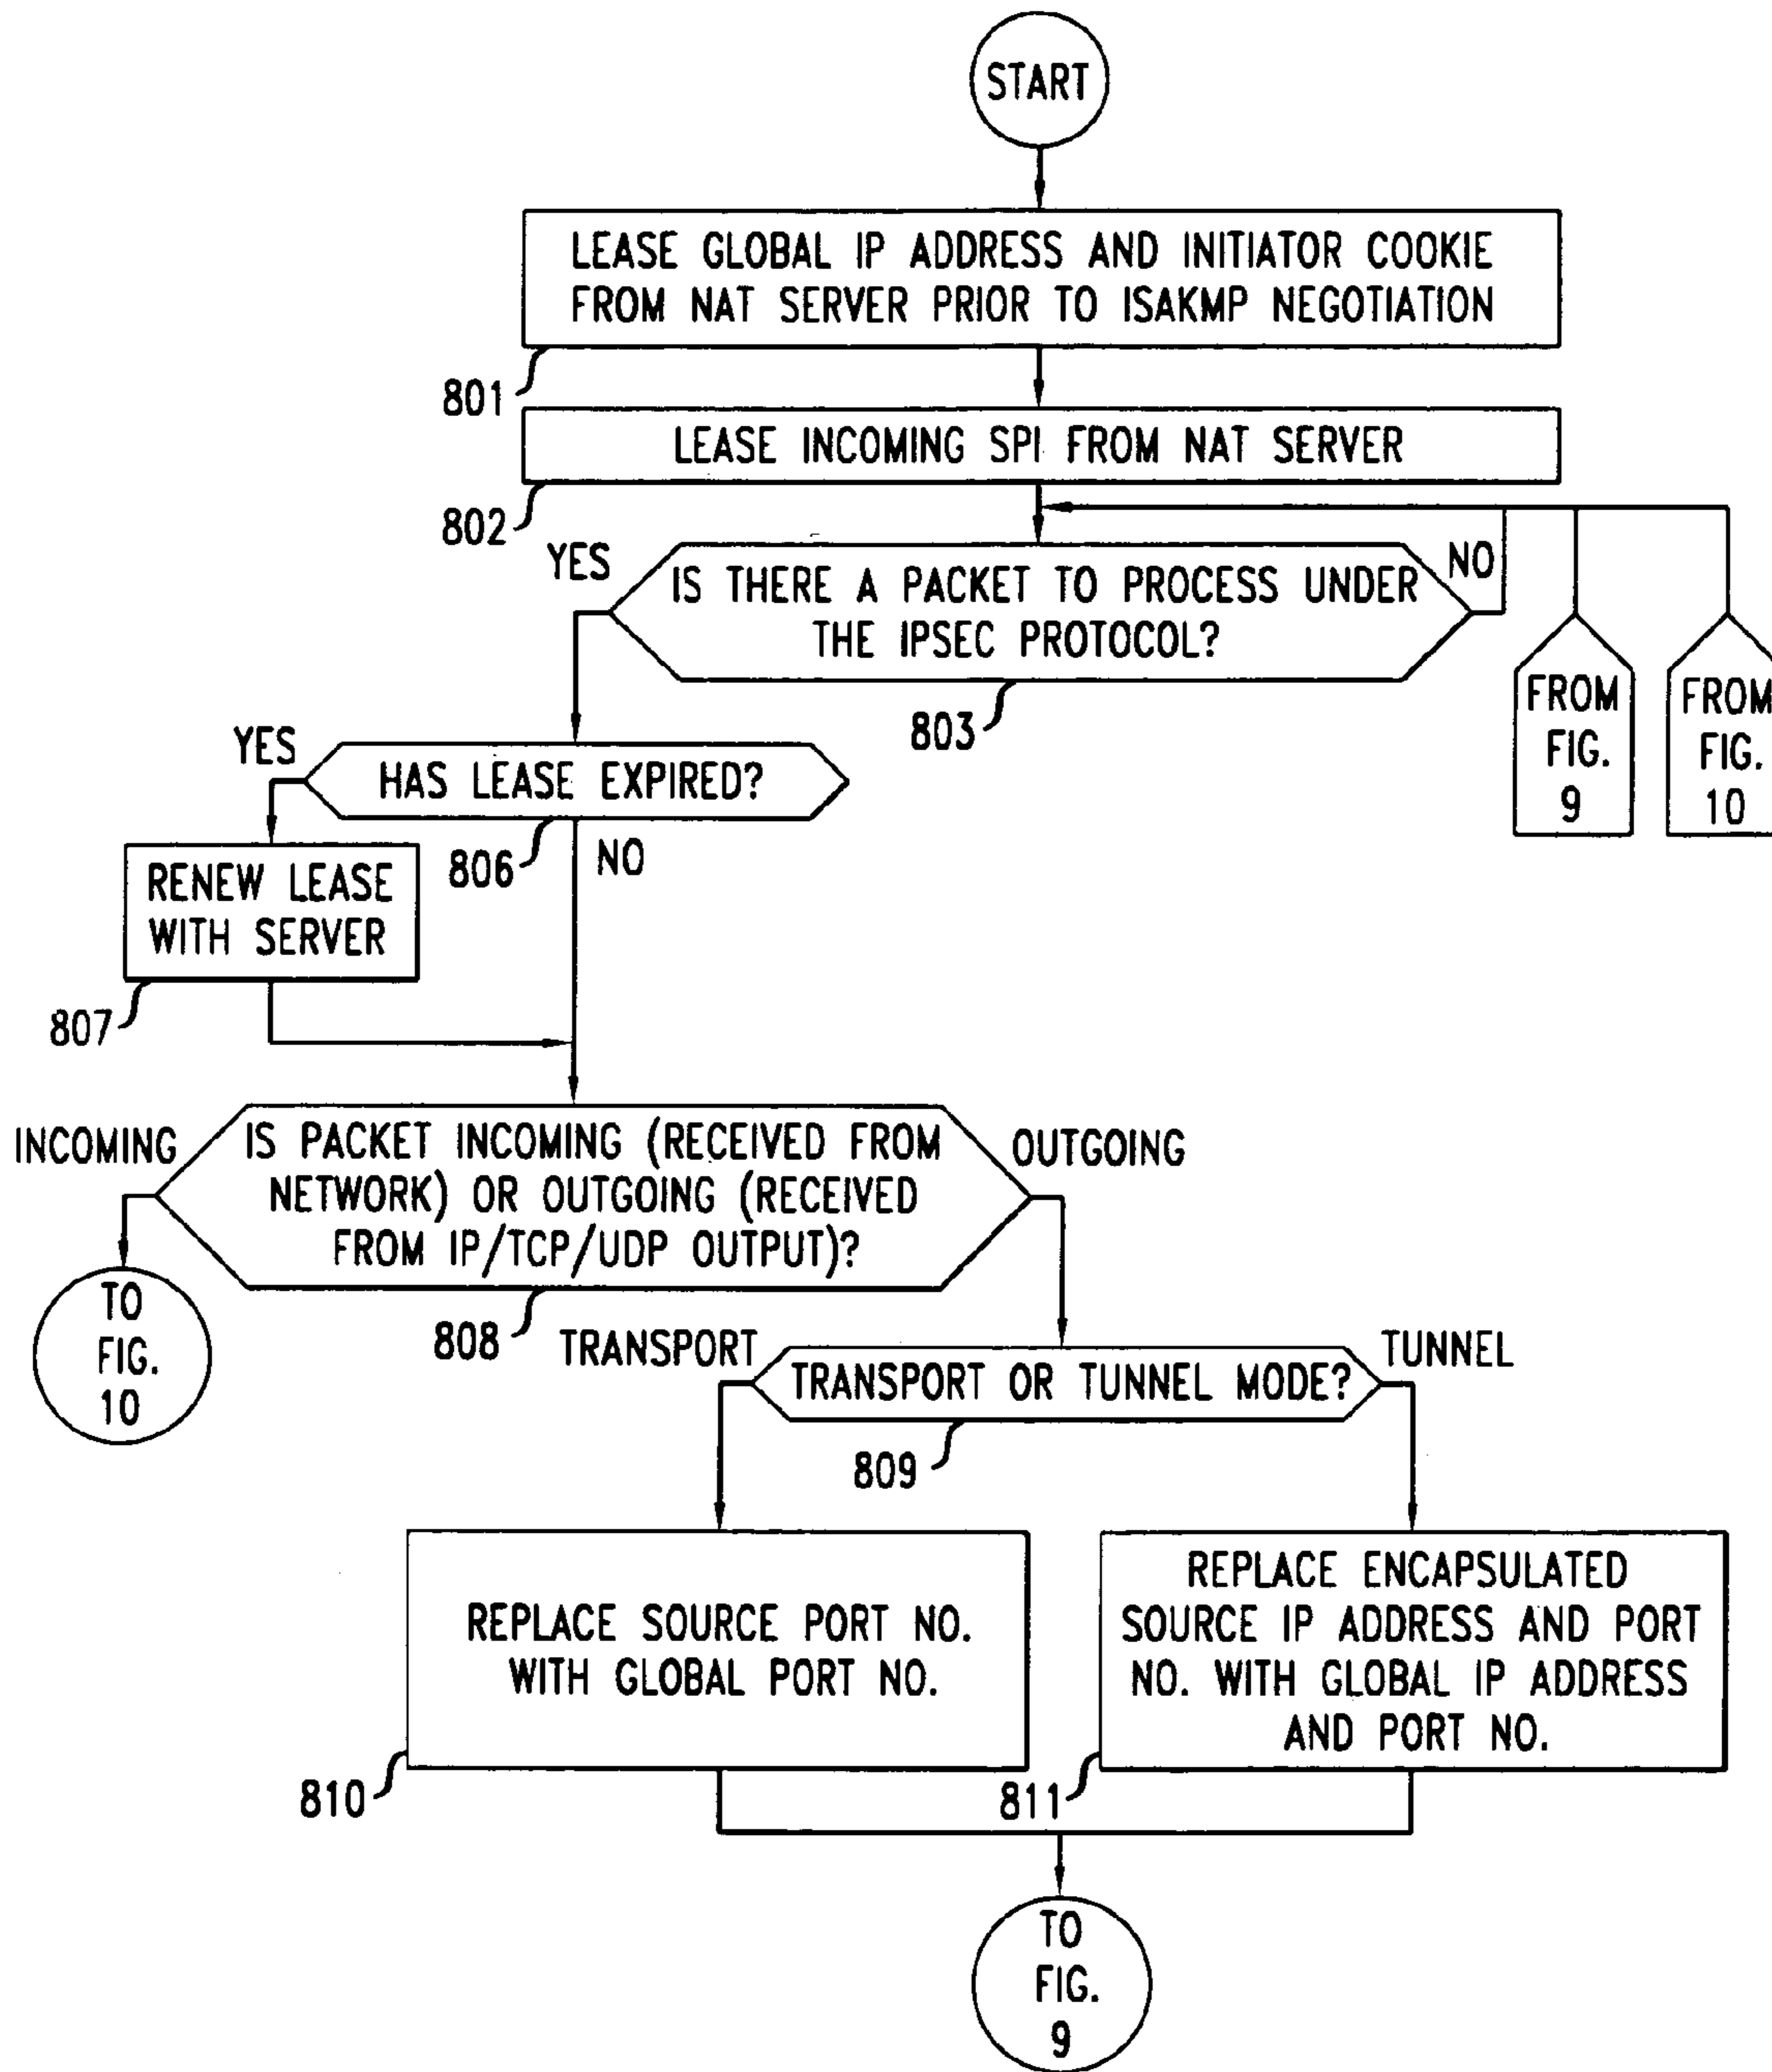 START
LEASE GLOBAL IP ADDRESS AND INITIATOR COOKIE
FROM NAT SERVER PRIOR TO ISAKMP NEGOTIATION
801
LEASE INCOMING SPI FROM NAT SERVER
802
YES
NO
IS THERE A PACKET TO PROCESS UNDER
THE IPSEC PROTOCOL?
803
FROM
FIG.
9
FROM
FIG.
10
YES
HAS LEASE EXPIRED?
806
NO
RENEW LEASE
WITH SERVER
807
INCOMING
IS PACKET INCOMING (RECEIVED FROM
NETWORK) OR OUTGOING (RECEIVED
FROM IP/TCP/UDP OUTPUT)?
OUTGOING
808
TO
FIG.
10
TRANSPORT
TRANSPORT OR TUNNEL MODE?
TUNNEL
809
REPLACE SOURCE PORT NO.
WITH GLOBAL PORT NO.
810
REPLACE ENCAPSULATED
SOURCE IP ADDRESS AND PORT
NO. WITH GLOBAL IP ADDRESS
AND PORT NO.
811
TO
FIG.
9